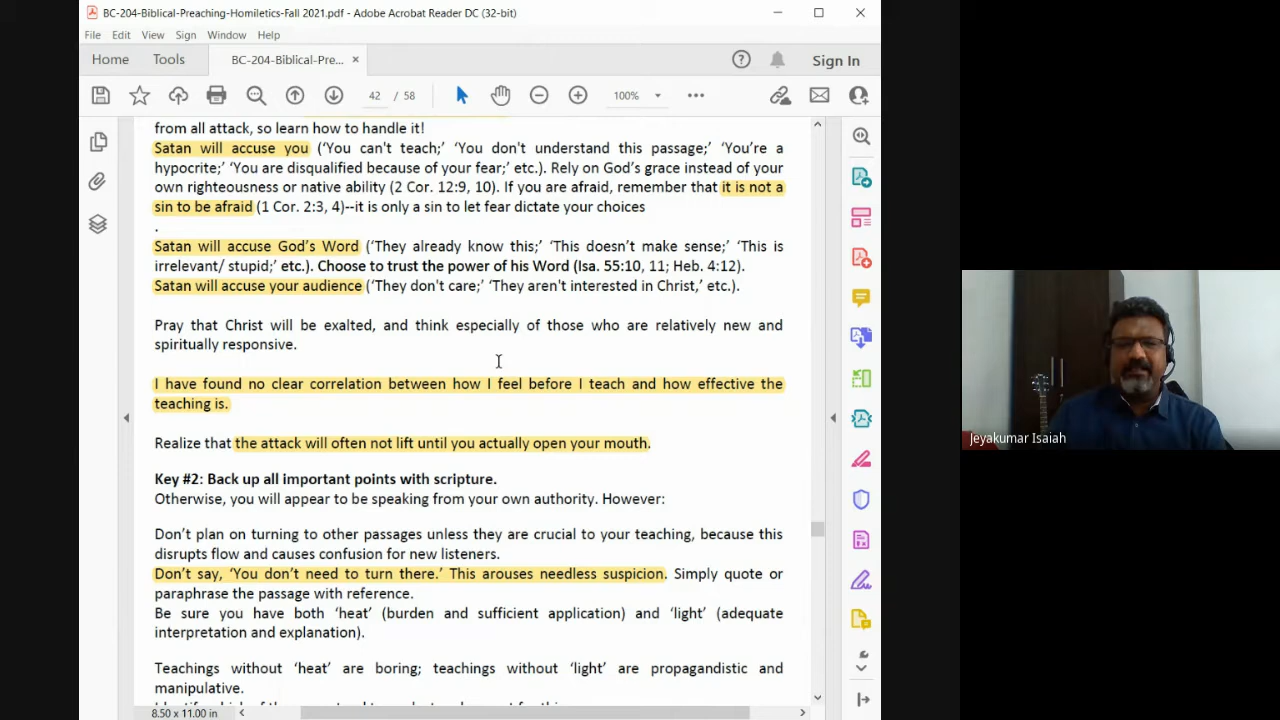 BC-204-Biblical-Preaching-Homiletics-Fall 2021.pdf - Adobe Acrobat Reader DC (32-bit)
File Edit View Sign Window Help
Home Tools BC-204-Biblical-Pre... Sign In
42 / 58 100%
from all attack, so learn how to handle it!
Satan will accuse you ('You can't teach;' 'You don't understand this passage;' 'You're a
hypocrite;' 'You are disqualified because of your fear;' etc.). Rely on God's grace instead of your
own righteousness or native ability (2 Cor. 12:9, 10). If you are afraid, remember that it is not a
sin to be afraid (1 Cor. 2:3, 4)--it is only a sin to let fear dictate your choices
.
Satan will accuse God's Word ('They already know this;' 'This doesn't make sense;' 'This is
irrelevant/ stupid;' etc.). Choose to trust the power of his Word (Isa. 55:10, 11; Heb. 4:12).
Satan will accuse your audience ('They don't care;' 'They aren't interested in Christ,' etc.).
Pray that Christ will be exalted, and think especially of those who are relatively new and
spiritually responsive.
I have found no clear correlation between how I feel before I teach and how effective the
teaching is.
Realize that the attack will often not lift until you actually open your mouth.
Key #2: Back up all important points with scripture.
Otherwise, you will appear to be speaking from your own authority. However:
Don't plan on turning to other passages unless they are crucial to your teaching, because this
disrupts flow and causes confusion for new listeners.
Don't say, 'You don't need to turn there.' This arouses needless suspicion. Simply quote or
paraphrase the passage with reference.
Be sure you have both 'heat' (burden and sufficient application) and 'light' (adequate
interpretation and explanation).
Teachings without 'heat' are boring; teachings without 'light' are propagandistic and
manipulative.
8.50 x 11.00 in
Jeyakumar Isaiah